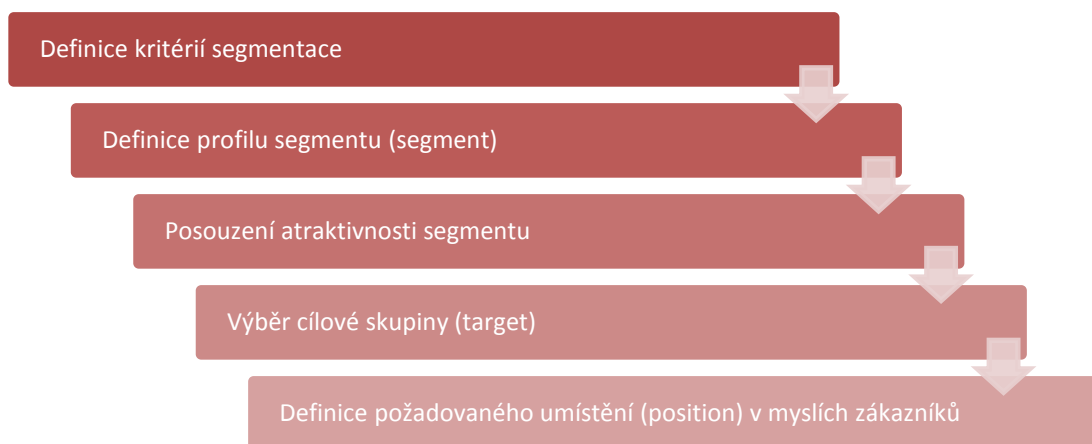 Definice kritérií segmentace
Definice profilu segmentu (segment)
Posouzení atraktivnosti segmentu
Výběr cílové skupiny (target)
Definice požadovaného umístění (position) v myslích zákazníků